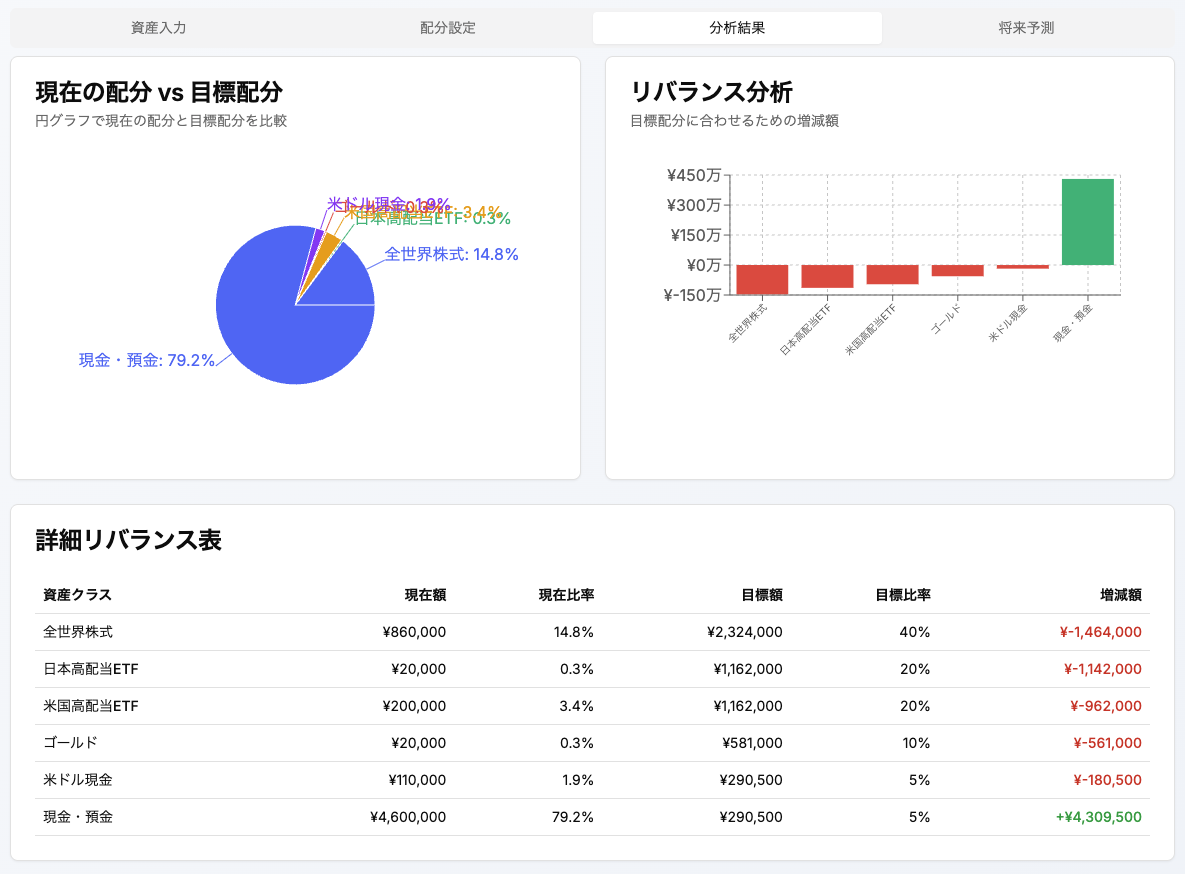 資産入力 配分設定 分析結果 将来予測
現在の配分 vs 目標配分
円グラフで現在の配分と目標配分を比較
米ドル現金: 1.9%
米国高配当ETF: 3.4%
日本高配当ETF: 0.3%
全世界株式: 14.8%
現金・預金: 79.2%
リバランス分析
目標配分に合わせるための増減額
¥450万
¥300万
¥150万
¥0万
¥-150万
全世界株式 日本高配当ETF 米国高配当ETF ゴールド 米ドル現金 現金・預金
詳細リバランス表
資産クラス 現在額 現在比率 目標額 目標比率 増減額
全世界株式 ¥860,000 14.8% ¥2,324,000 40% ¥-1,464,000
日本高配当ETF ¥20,000 0.3% ¥1,162,000 20% ¥-1,142,000
米国高配当ETF ¥200,000 3.4% ¥1,162,000 20% ¥-962,000
ゴールド ¥20,000 0.3% ¥581,000 10% ¥-561,000
米ドル現金 ¥110,000 1.9% ¥290,500 5% ¥-180,500
現金・預金 ¥4,600,000 79.2% ¥290,500 5% +¥4,309,500